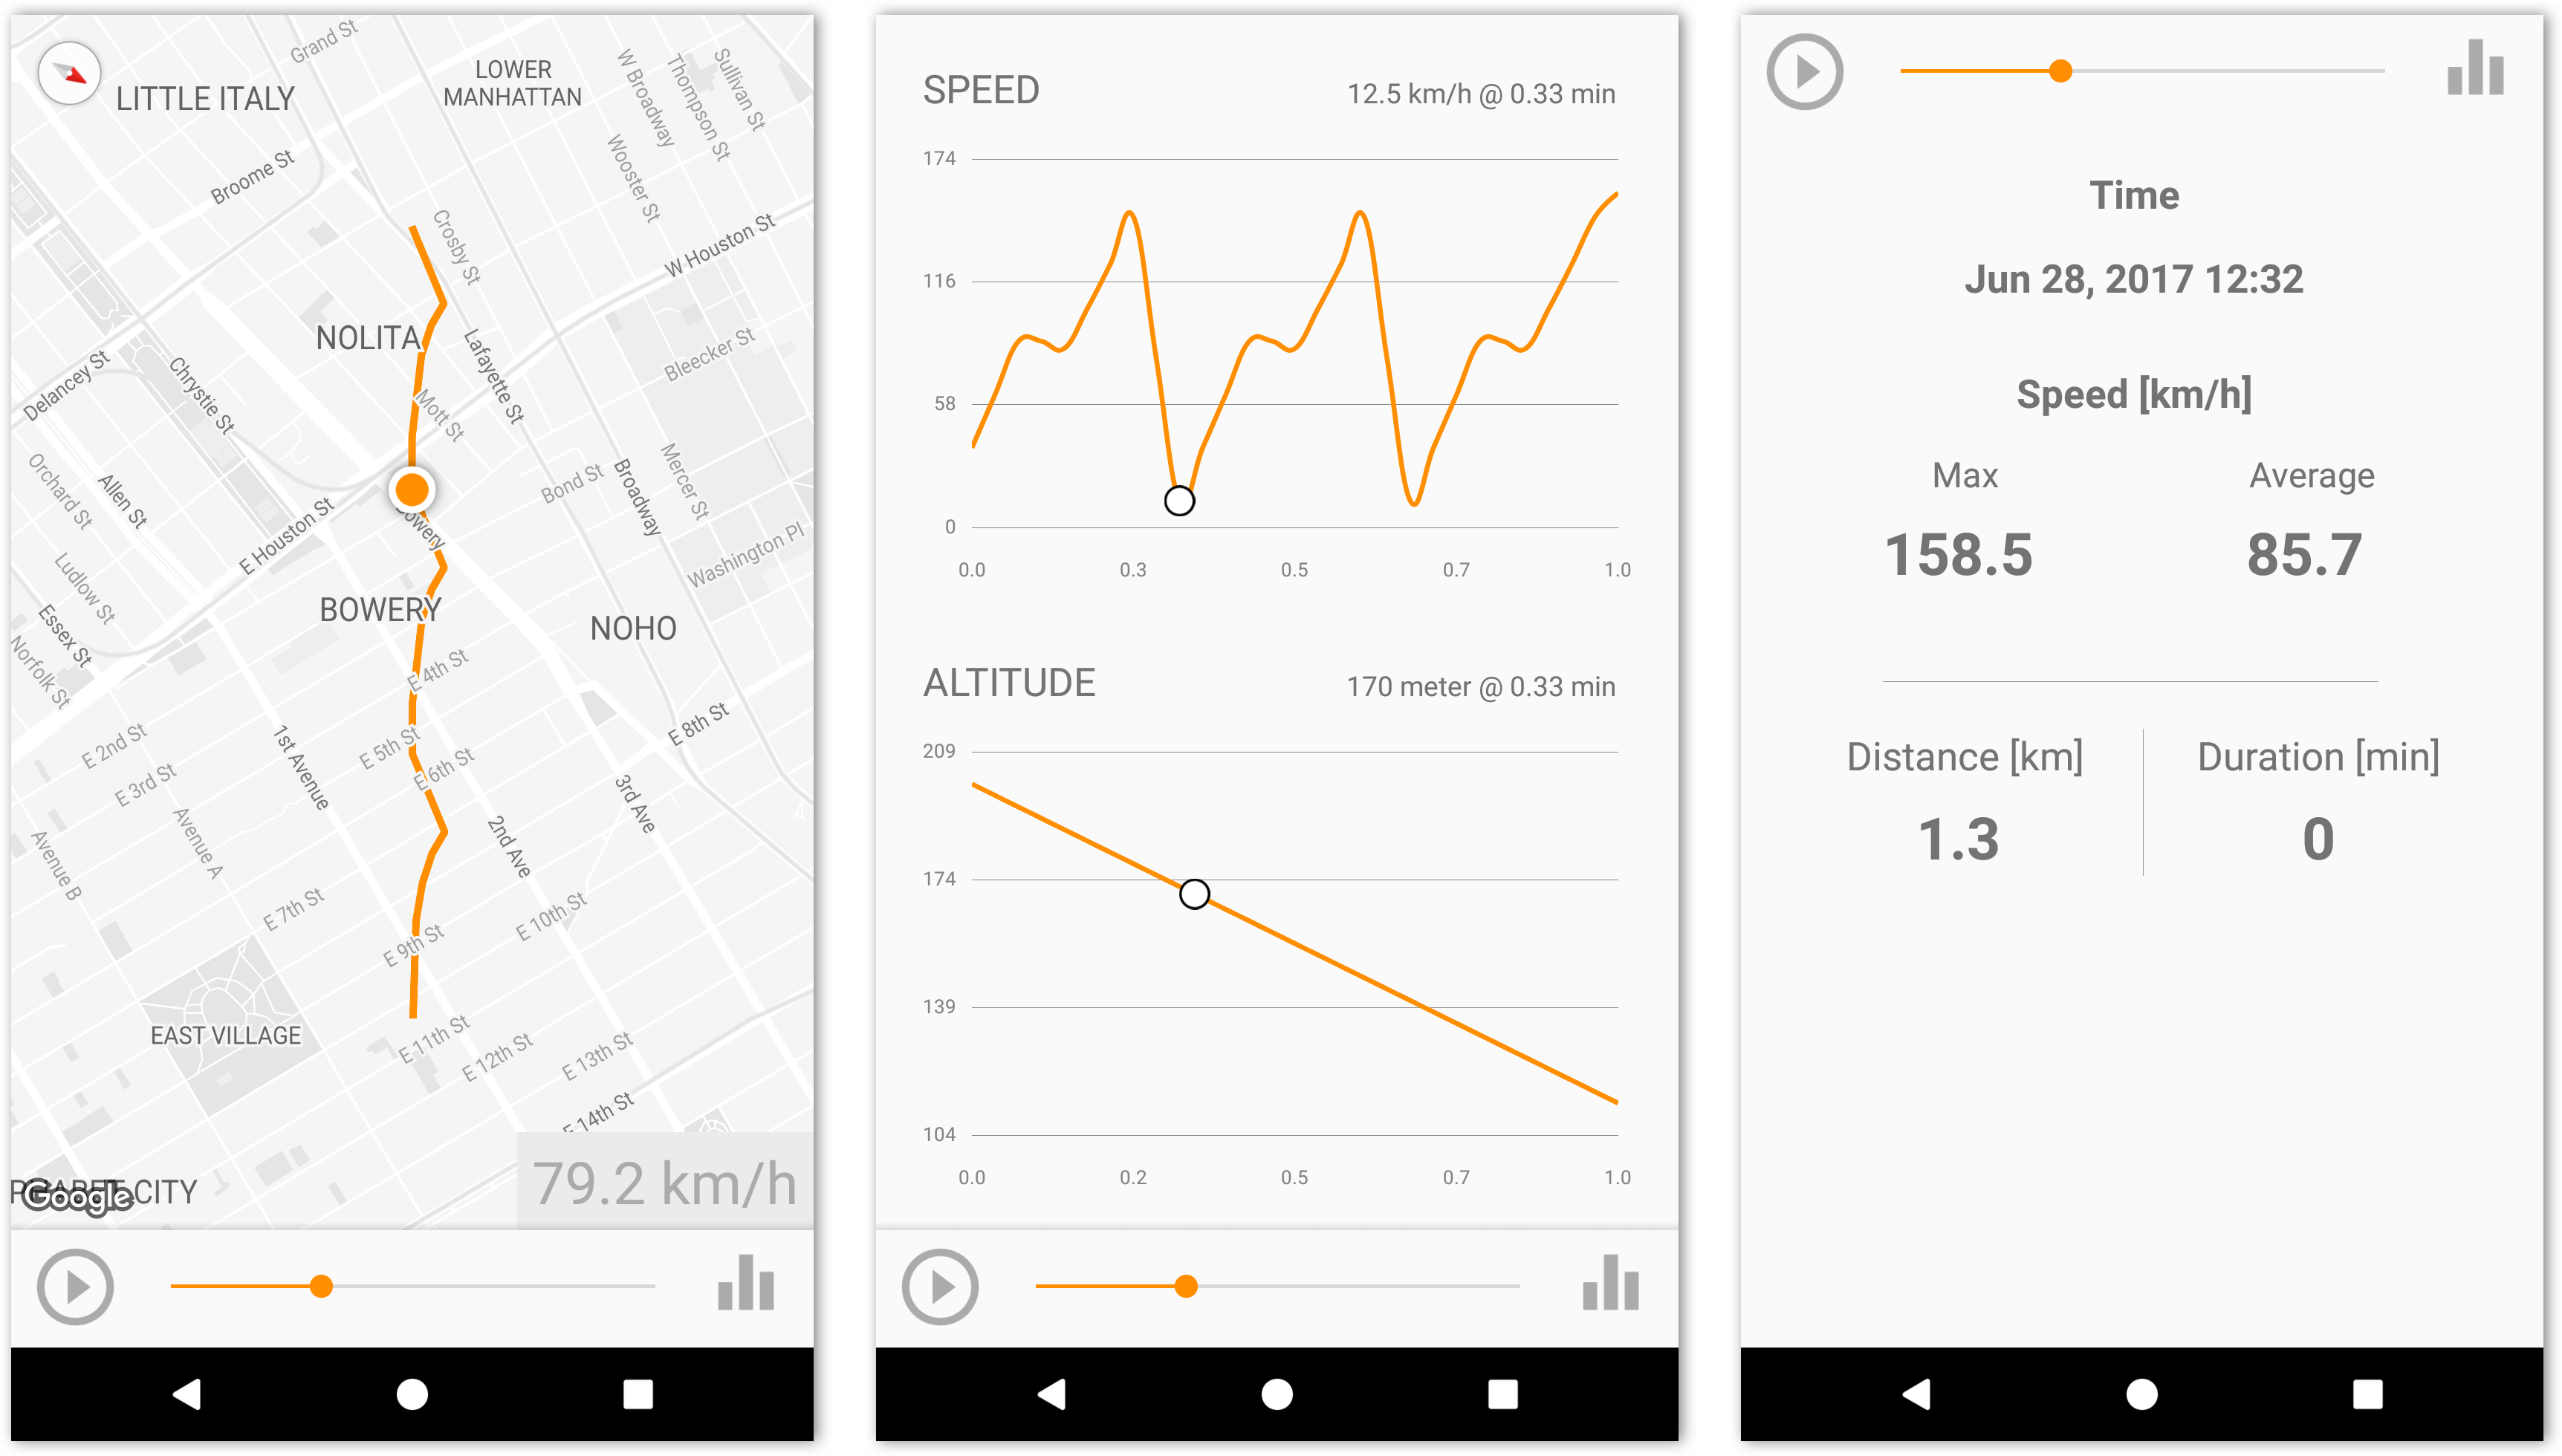 Grand St
LITTLE ITALY
LOWER
MANHATTAN
W Broadway
Thompson St
Sullivan St
Wooster St
Broome St
Crosby St
W Houston St
NOLITA
Lafayette St
Bleecker St
Delancey St
Chrystie St
Mott St
Orchard St
Allen St
Bond St
Broadway
Mercer St
Bowery
E Houston St
Washington Pl
Ludlow St
BOWERY
NOHO
Essex St
Norfolk St
E 4th St
E 8th St
E 2nd St
1st Avenue
E 5th St
E 6th St
E 3rd St
3rd Ave
Avenue A
2nd Ave
Avenue B
E 7th St
E 9th St
E 10th St
EAST VILLAGE
E 11th St
E 12th St
E 13th St
E 14th St
CITY
Google
79.2 km/h
SPEED
12.5 km/h @ 0.33 min
174
116
58
0
0.0 0.3 0.5 0.7 1.0
ALTITUDE
170 meter @ 0.33 min
209
174
139
104
0.0 0.2 0.5 0.7 1.0
Time
Jun 28, 2017 12:32
Speed [km/h]
Max Average
158.5 85.7
Distance [km] Duration [min]
1.3 0